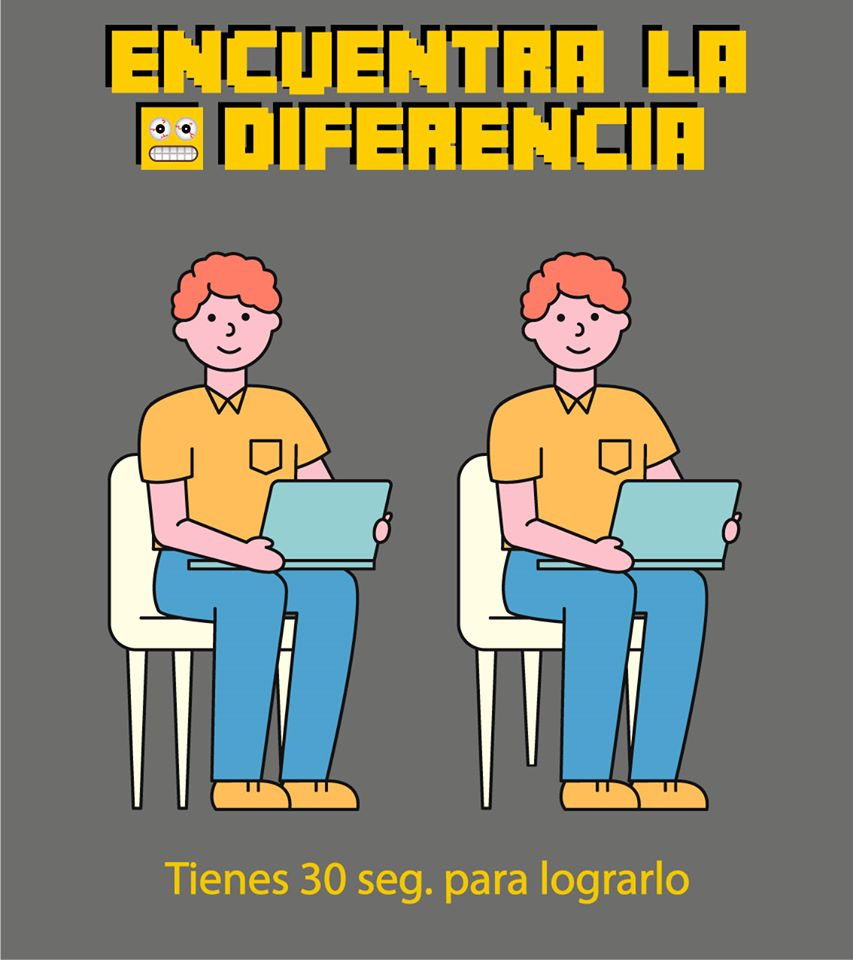 ENCUENTRA LA
DIFERENCIA
Tienes 30 seg. para lograrlo